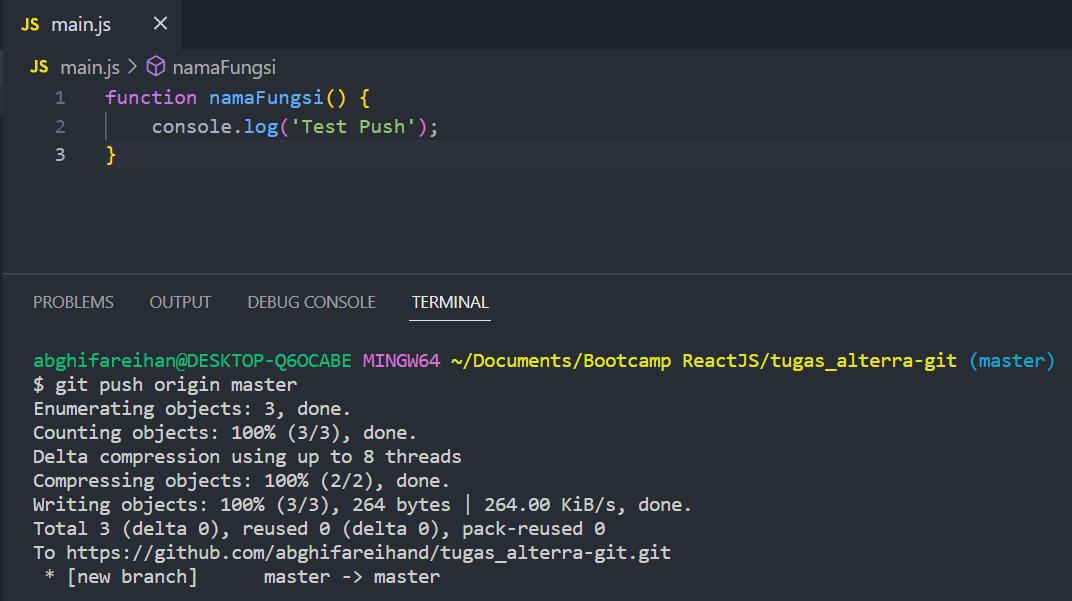 JS main.js ×
JS main.js > namaFungsi
1 function namaFungsi() {
2     console.log('Test Push');
3 }
PROBLEMS OUTPUT DEBUG CONSOLE TERMINAL
abghifareihan@DESKTOP-Q6OCABE MINGW64 ~/Documents/Bootcamp ReactJS/tugas_alterra-git (master)
$ git push origin master
Enumerating objects: 3, done.
Counting objects: 100% (3/3), done.
Delta compression using up to 8 threads
Compressing objects: 100% (2/2), done.
Writing objects: 100% (3/3), 264 bytes | 264.00 KiB/s, done.
Total 3 (delta 0), reused 0 (delta 0), pack-reused 0
To https://github.com/abghifareihand/tugas_alterra-git.git
 * [new branch]      master -> master